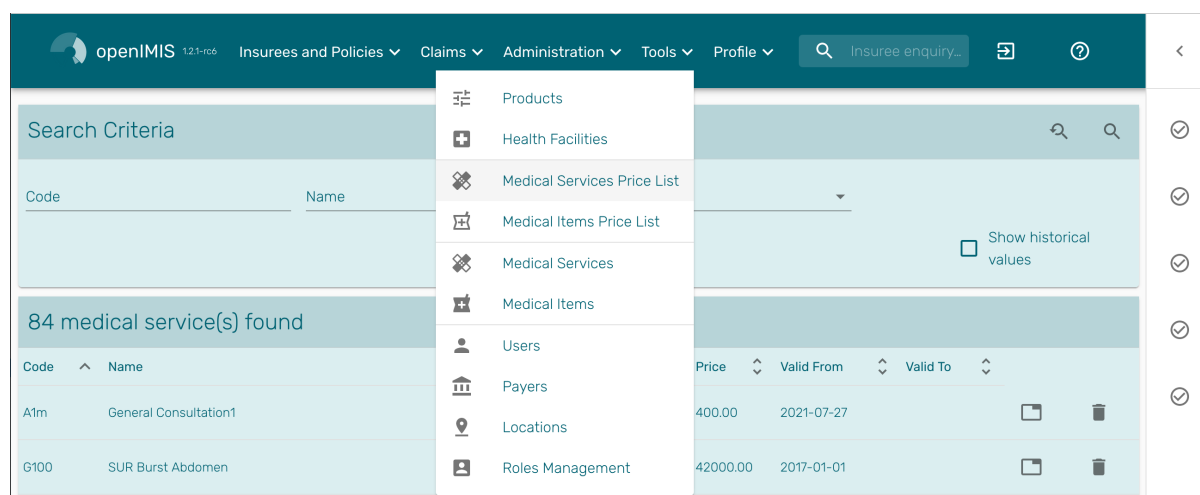 openIMIS 1.2.1-rc6 Insurees and Policies Claims Administration Tools Profile Insuree enquiry...
Products
Health Facilities
Medical Services Price List
Medical Items Price List
Medical Services
Medical Items
Users
Payers
Locations
Roles Management
Search Criteria
Code Name
Show historical
values
84 medical service(s) found
Code Name Price Valid From Valid To
A1m General Consultation1 400.00 2021-07-27
G100 SUR Burst Abdomen 42000.00 2017-01-01